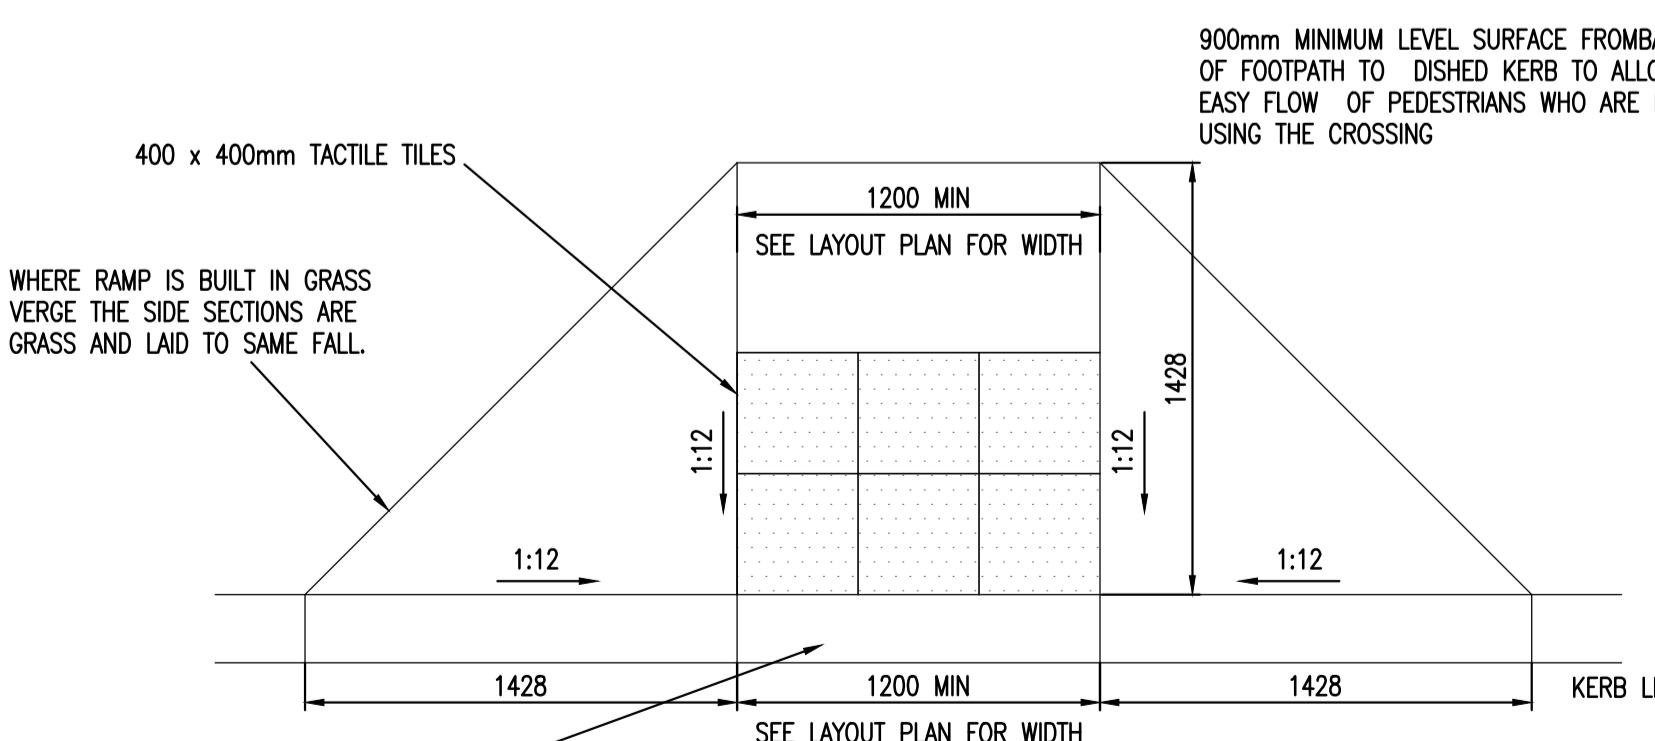 900mm MINIMUM LEVEL SURFACE FROMBA
OF FOOTPATH TO DISHED KERB TO ALLO
EASY FLOW OF PEDESTRIANS WHO ARE
USING THE CROSSING
400 x 400mm TACTILE TILES
1200 MIN
SEE LAYOUT PLAN FOR WIDTH
WHERE RAMP IS BUILT IN GRASS
VERGE THE SIDE SECTIONS ARE
GRASS AND LAID TO SAME FALL.
1428
1:12
1:12
1:12
1:12
1428
1200 MIN
1428
KERB
SEE LAYOUT PLAN FOR WIDTH